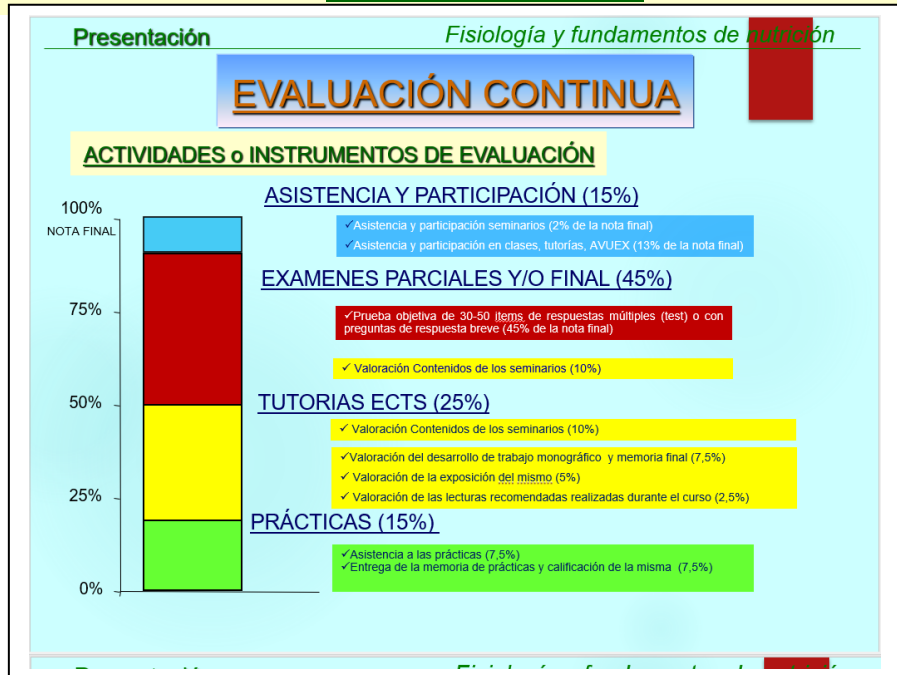 Presentación
Fisiología y fundamentos de nutrición
EVALUACIÓN CONTINUA
ACTIVIDADES o INSTRUMENTOS DE EVALUACIÓN
100%
NOTA FINAL
75%
50%
25%
0%
ASISTENCIA Y PARTICIPACIÓN (15%)
✓Asistencia y participación seminarios (2% de la nota final)
✓Asistencia y participación en clases, tutorías, AVUEX (13% de la nota final)
EXAMENES PARCIALES Y/O FINAL (45%)
✓Prueba objetiva de 30-50 items de respuestas múltiples (test) o con
preguntas de respuesta breve (45% de la nota final)
✓ Valoración Contenidos de los seminarios (10%)
TUTORIAS ECTS (25%)
✓ Valoración Contenidos de los seminarios (10%)
✓Valoración del desarrollo de trabajo monográfico y memoria final (7,5%)
✓ Valoración de la exposición del mismo (5%)
✓ Valoración de las lecturas recomendadas realizadas durante el curso (2,5%)
PRÁCTICAS (15%)
✓Asistencia a las prácticas (7,5%)
✓Entrega de la memoria de prácticas y calificación de la misma (7,5%)